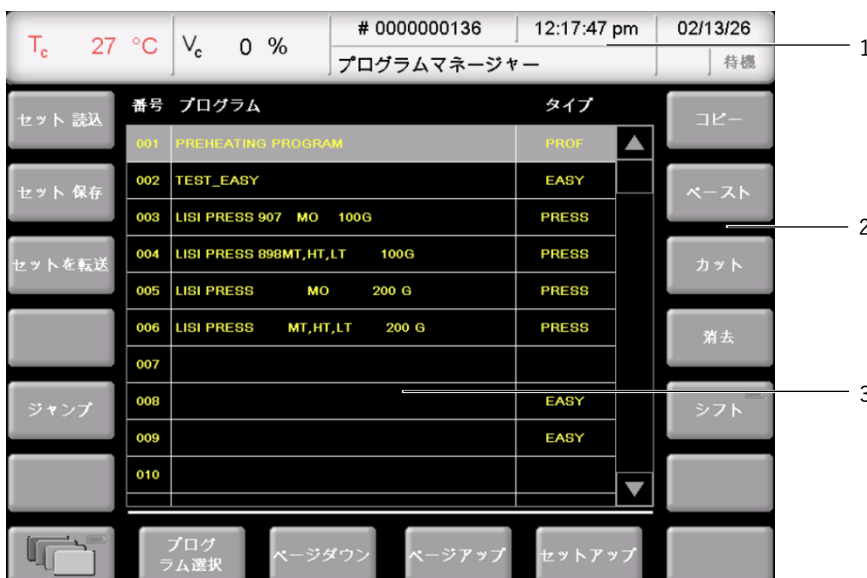 Tc 27 °C Vc 0 % # 0000000136 12:17:47 pm 02/13/26
プログラムマネージャー 待機
1
番号 プログラム タイプ
セット 読込
コピー
001 PREHEATING PROGRAM PROF
002 TEST_EASY EASY
セット 保存
ペースト
003 LISI PRESS 907 MO 100G PRESS
2
004 LISI PRESS 898MT,HT,LT 100G PRESS
セットを転送
カット
005 LISI PRESS MO 200 G PRESS
006 LISI PRESS MT,HT,LT 200 G PRESS
消去
007
008 EASY
3
ジャンプ
シフト
009 EASY
010
プログ
ラム選択
ページダウン
ページアップ
セットアップ